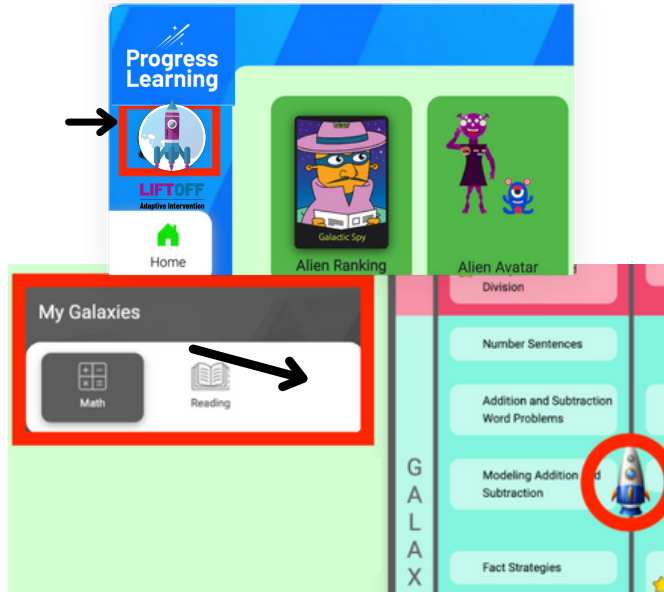 Progress
Learning
LIFTOFF
Adaptive Intervention
Home
Galactic Spy
Alien Ranking
Alien Avatar
My Galaxies
Math
Reading
Division
Number Sentences
Addition and Subtraction
Word Problems
Modeling Addition and
Subtraction
Fact Strategies
G
A
L
A
X